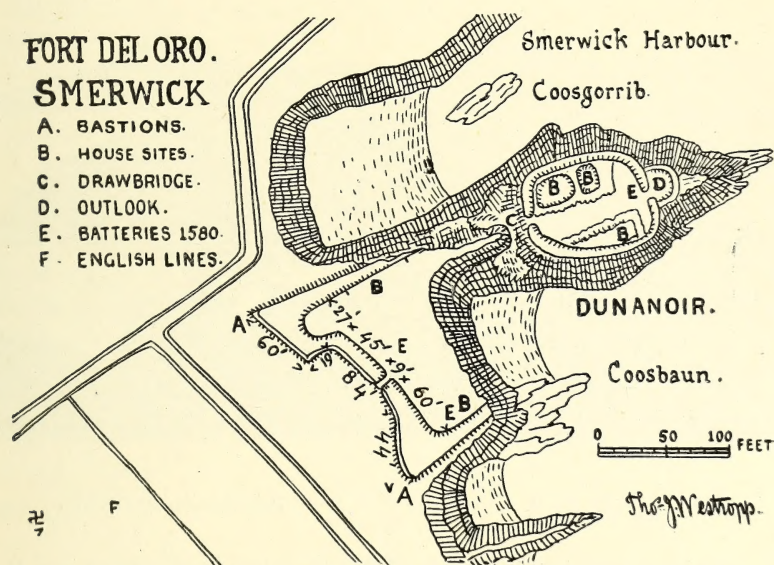 FORT DEL ORO.
SMERWICK
A. BASTIONS.
B. HOUSE SITES.
C. DRAWBRIDGE.
D. OUTLOOK.
E. BATTERIES 1580.
F. ENGLISH LINES.
Smerwick Harbour.
Coosgorrib.
B
B
E
D
C
B
B
DUNANOIR.
A
27'
45'
E
60'
9'
84
60'
Coosbaun.
B
E
44
0 50 100 FEET
A
F
Thos. J. Westropp.